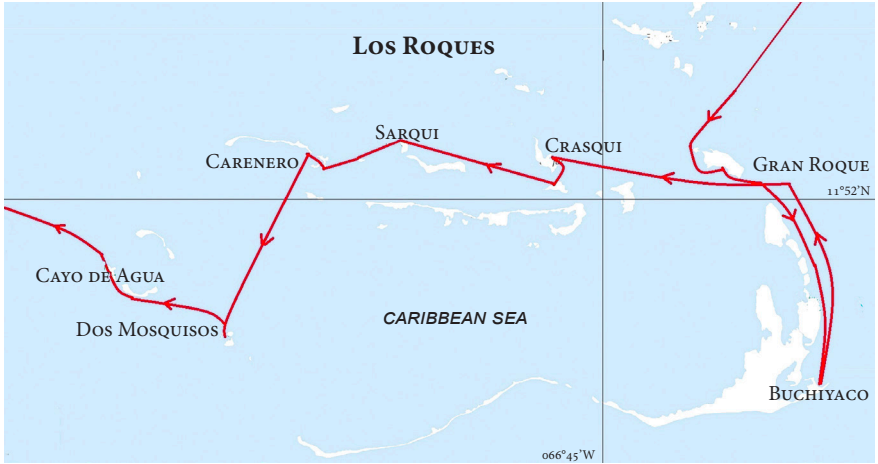 Los Roques
Sarqui
Crasqui
Carenero
Gran Roque
11°52'N
Cayo de Agua
Dos Mosquisos
CARIBBEAN SEA
Buchiyaco
066°45'W